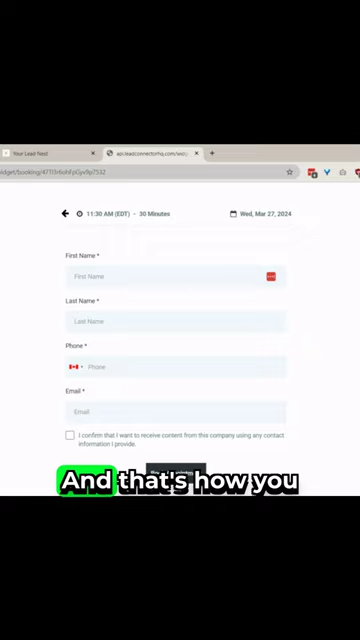 Your Lead Nest
api.leadconnectorhq.com/widg
idget/booking/
11:30 AM (EDT) - 30 Minutes
Wed, Mar 27, 2024
First Name *
First Name
Last Name *
Last Name
Phone *
Phone
Email *
Email
I confirm that I want to receive content from this company using any contact
information I provide.
And that's how you